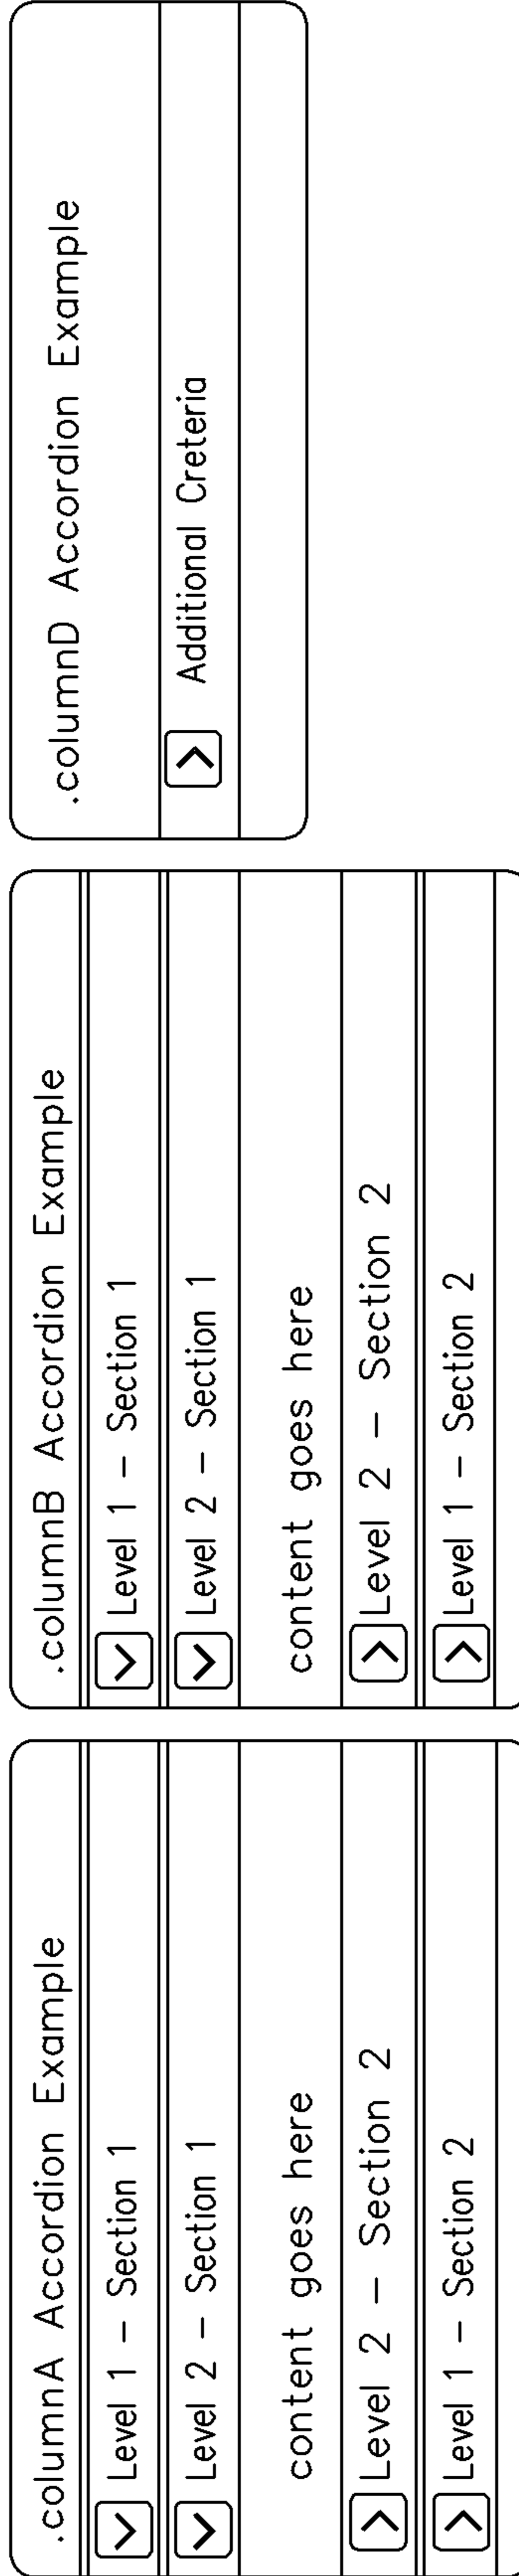 .columnA Accordion Example
Level 1 – Section 1
Level 2 – Section 1
content goes here
Level 2 – Section 2
Level 1 – Section 2
.columnB Accordion Example
Level 1 – Section 1
Level 2 – Section 1
content goes here
Level 2 – Section 2
Level 1 – Section 2
.columnD Accordion Example
Additional Creteria